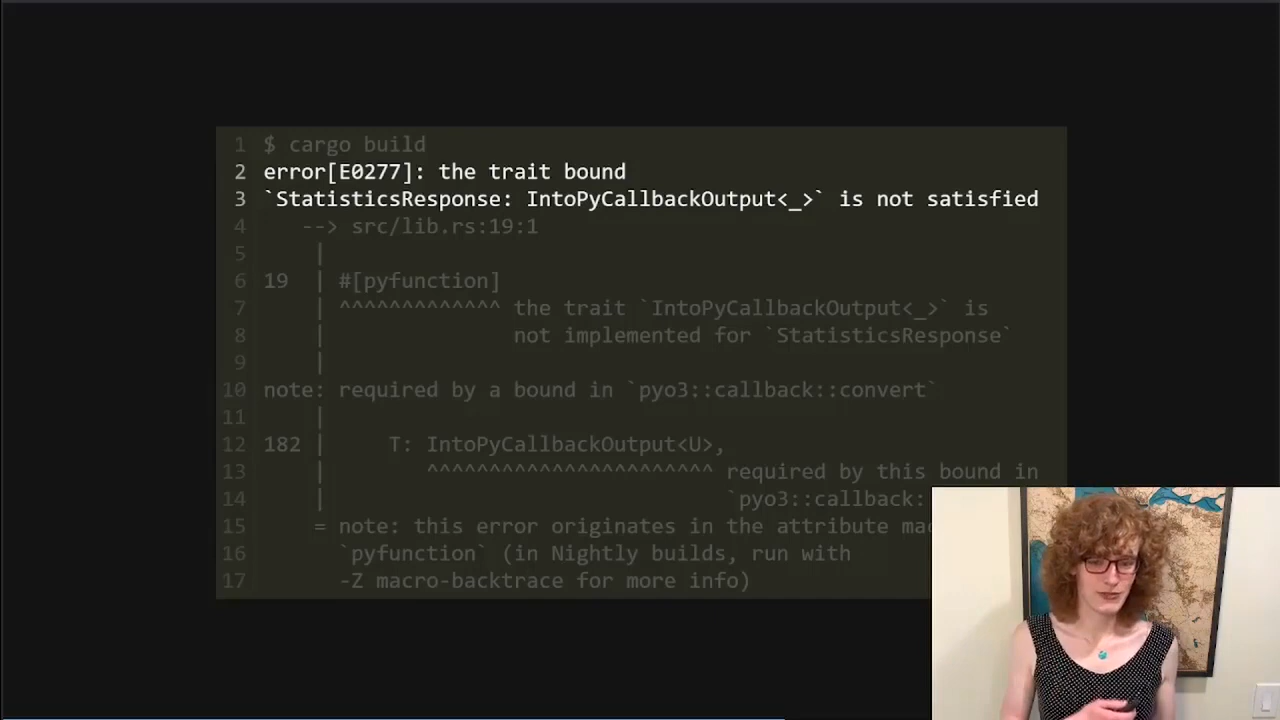 1 $ cargo build
2 error[E0277]: the trait bound
3 `StatisticsResponse: IntoPyCallbackOutput<_>` is not satisfied
4 --> src/lib.rs:19:1
5 |
6 19 | #[pyfunction]
7 | ^^^^^^^^^^^^^ the trait `IntoPyCallbackOutput<_>` is
8 | not implemented for `StatisticsResponse`
9 |
10 note: required by a bound in `pyo3::callback::convert`
11 |
12 182 | T: IntoPyCallbackOutput<U>,
13 | ^^^^^^^^^^^^^^^^^^^^^^^ required by this bound in
14 | `pyo3::callback:
15 = note: this error originates in the attribute mac
16 `pyfunction` (in Nightly builds, run with
17 -Z macro-backtrace for more info)